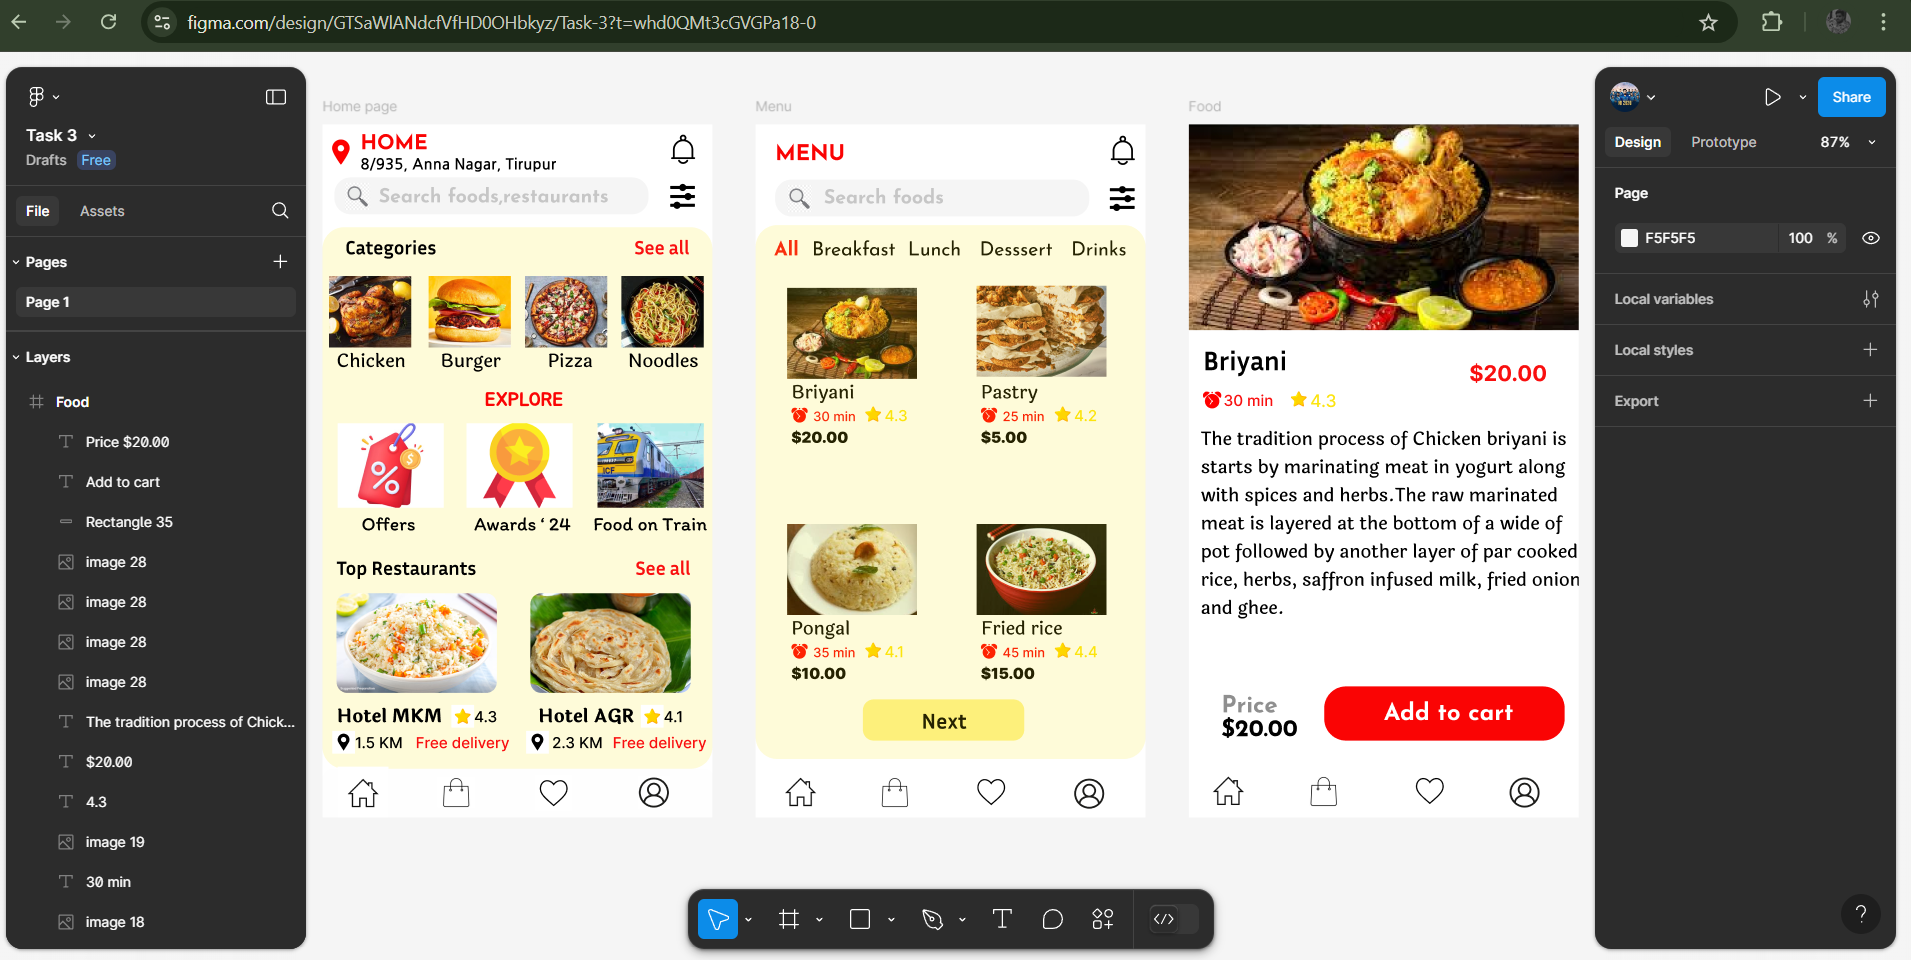 figma.com/design/GTSaWlANdcfVfHD0OHbkyz/Task-3?t=whd0QMt3cGVGPa18-0
Task 3
Drafts Free
File Assets
Pages
Page 1
Layers
Food
Price $20.00
Add to cart
Rectangle 35
image 28
image 28
image 28
image 28
The tradition process of Chick...
$20.00
4.3
image 19
30 min
image 18
Home page
HOME
8/935, Anna Nagar, Tirupur
Search foods,restaurants
Categories See all
Chicken Burger Pizza Noodles
EXPLORE
ICF
Offers Awards ‘ 24 Food on Train
Top Restaurants See all
Hotel MKM 4.3 Hotel AGR 4.1
1.5 KM Free delivery 2.3 KM Free delivery
Menu
MENU
Search foods
All Breakfast Lunch Desssert Drinks
Briyani Pastry
30 min 4.3 25 min 4.2
$20.00 $5.00
Pongal Fried rice
35 min 4.1 45 min 4.4
$10.00 $15.00
Next
Food
Briyani
$20.00
30 min 4.3
The tradition process of Chicken briyani is
starts by marinating meat in yogurt along
with spices and herbs.The raw marinated
meat is layered at the bottom of a wide of
pot followed by another layer of par cooked
rice, herbs, saffron infused milk, fried onion
and ghee.
Price
$20.00
Add to cart
Share
Design Prototype 87%
Page
F5F5F5 100 %
Local variables
Local styles
Export
?